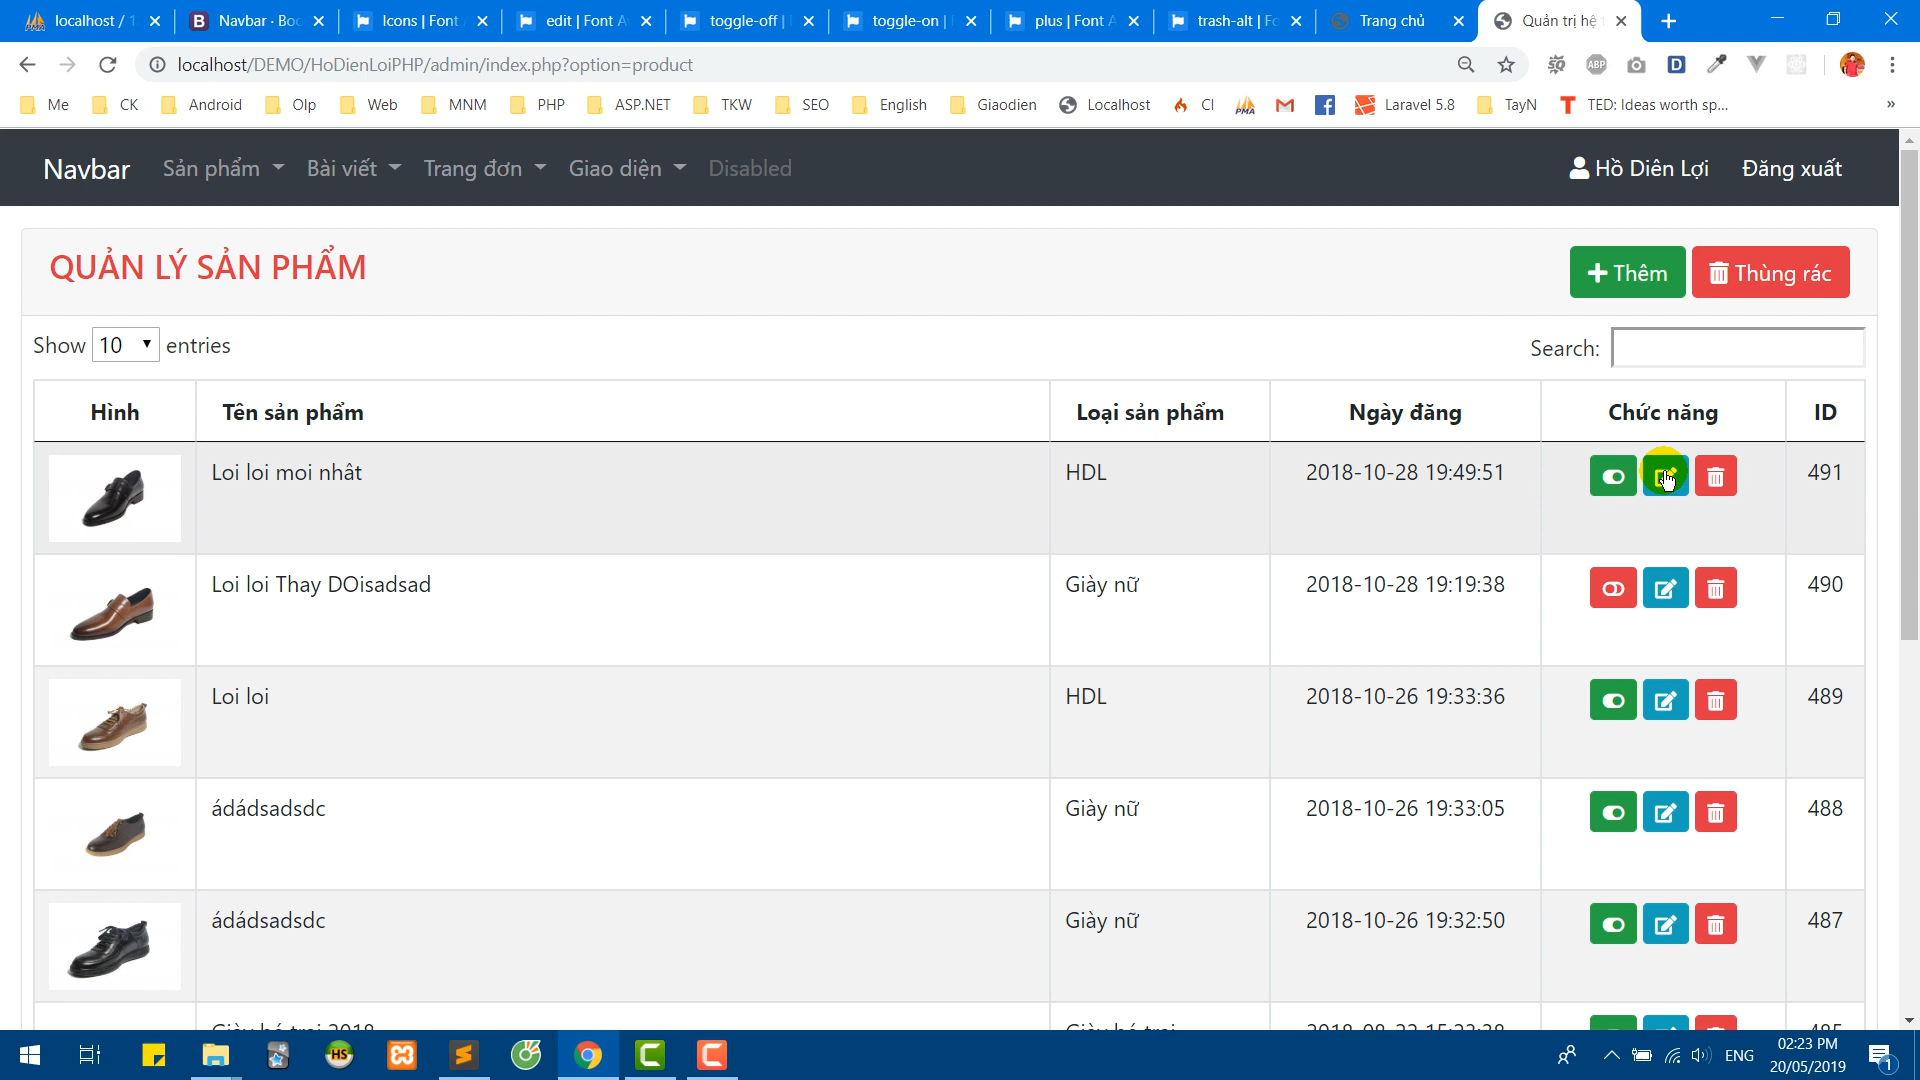 localhost / 1
Navbar · Boo
Icons | Font
edit | Font A
toggle-off |
toggle-on |
plus | Font A
trash-alt | Fo
Trang chủ
Quản trị hệ t
localhost/DEMO/HoDienLoiPHP/admin/index.php?option=product
Me
CK
Android
Olp
Web
MNM
PHP
ASP.NET
TKW
SEO
English
Giaodien
Localhost
CI
Laravel 5.8
TayN
TED: Ideas worth sp...
Navbar
Sản phẩm
Bài viết
Trang đơn
Giao diện
Disabled
Hồ Diên Lợi
Đăng xuất
QUẢN LÝ SẢN PHẨM
Thêm
Thùng rác
Show 10 entries
Search:
Hình
Tên sản phẩm
Loại sản phẩm
Ngày đăng
Chức năng
ID
Loi loi moi nhât
HDL
2018-10-28 19:49:51
491
Loi loi Thay DOisadsad
Giày nữ
2018-10-28 19:19:38
490
Loi loi
HDL
2018-10-26 19:33:36
489
ádádsadsdc
Giày nữ
2018-10-26 19:33:05
488
ádádsadsdc
Giày nữ
2018-10-26 19:32:50
487
ENG
02:23 PM
20/05/2019
1